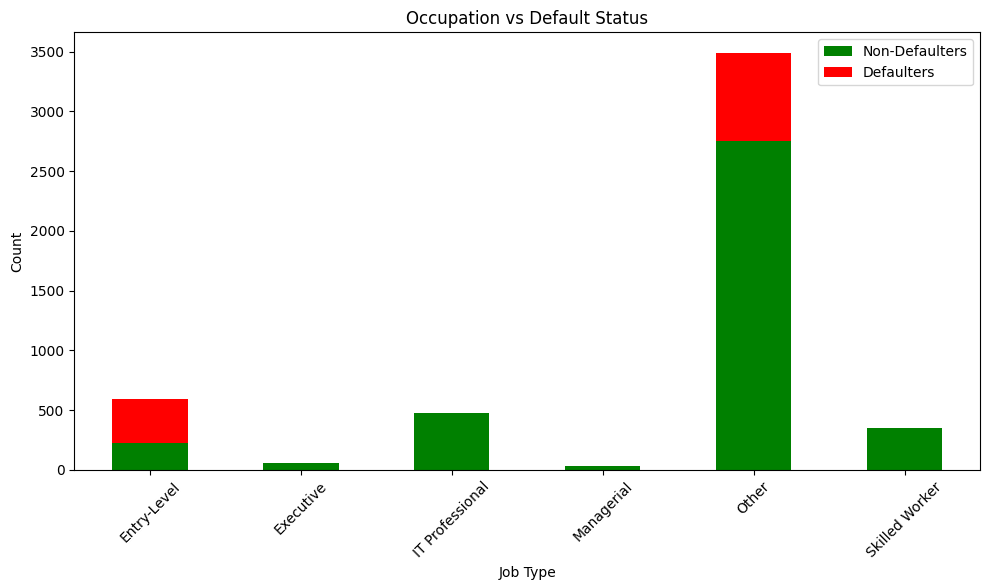 Occupation vs Default Status
Non-Defaulters
Defaulters
Count
3500
3000
2500
2000
1500
1000
500
0
Entry-Level
Executive
IT Professional
Managerial
Other
Skilled Worker
Job Type